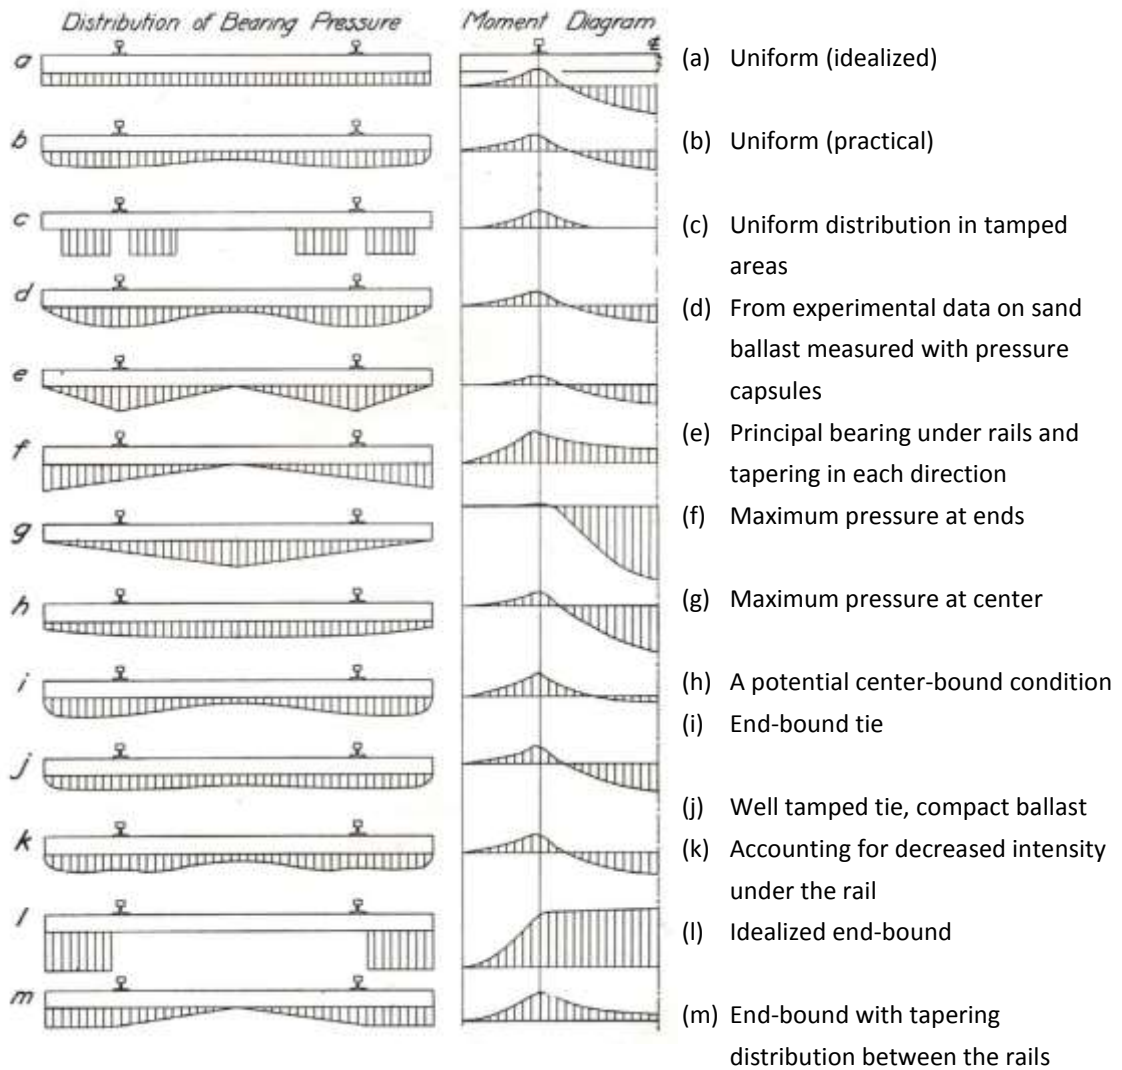 Distribution of Bearing Pressure
Moment Diagram
a
(a) Uniform (idealized)
b
(b) Uniform (practical)
c
(c) Uniform distribution in tamped
areas
d
(d) From experimental data on sand
ballast measured with pressure
capsules
e
(e) Principal bearing under rails and
tapering in each direction
f
(f) Maximum pressure at ends
g
(g) Maximum pressure at center
h
(h) A potential center-bound condition
i
(i) End-bound tie
j
(j) Well tamped tie, compact ballast
k
(k) Accounting for decreased intensity
under the rail
l
(l) Idealized end-bound
m
(m) End-bound with tapering
distribution between the rails